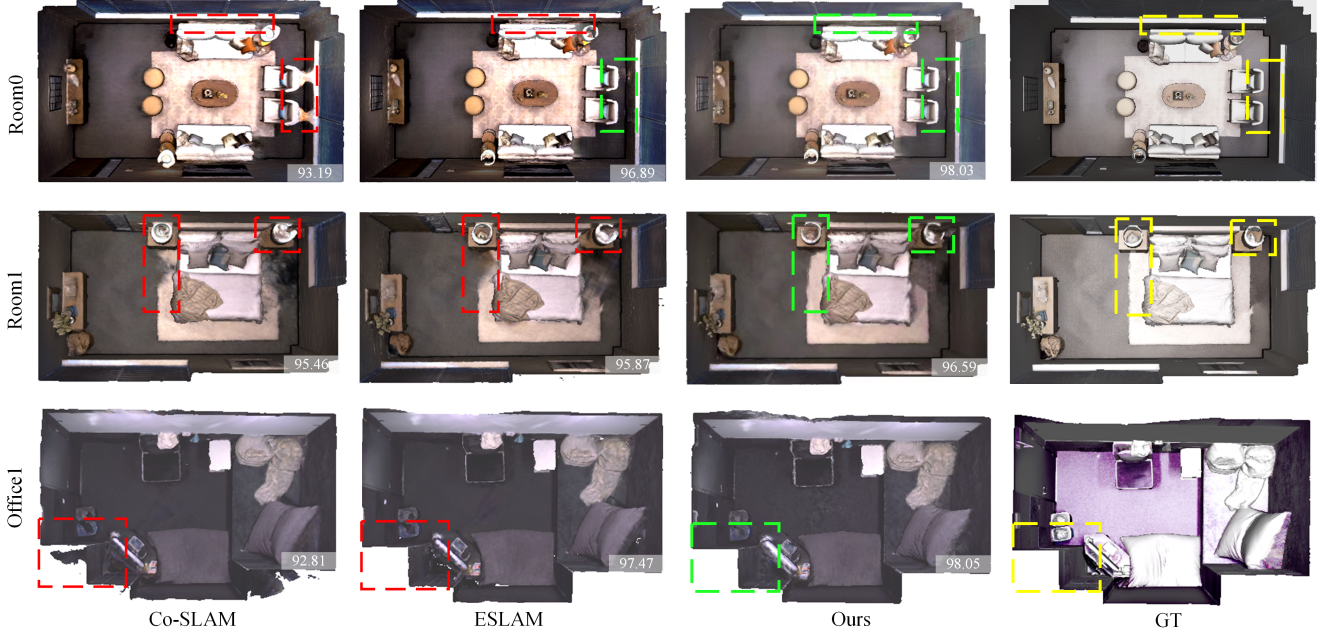 Room0
93.19
96.89
98.03
Room1
95.46
95.87
96.59
Office1
92.81
97.47
98.05
Co-SLAM
ESLAM
Ours
GT